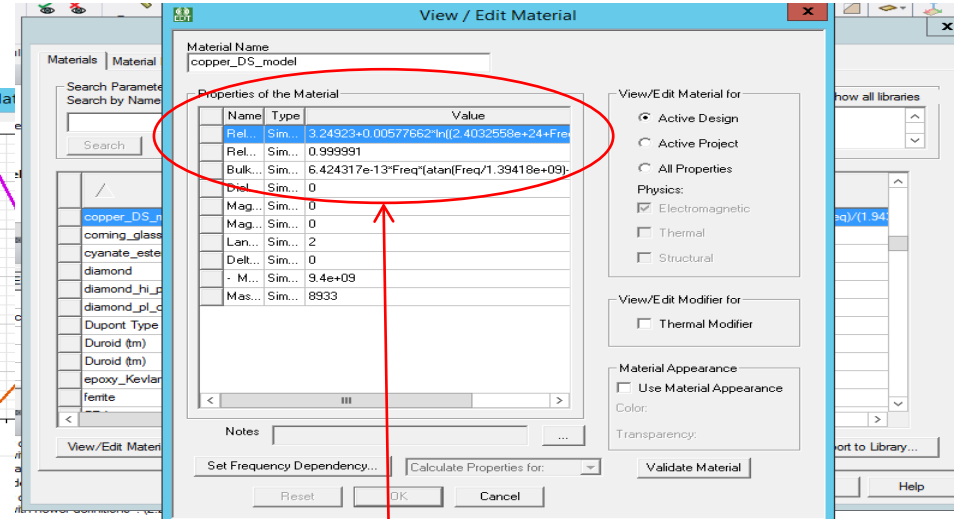 EDT
View / Edit Material
x
x
Materials
Material
Search Paramete
Search by Name
Search
/
copper_DS_m
corning_glass
cyanate_este
diamond
diamond_hi_p
diamond_pl_c
Dupont Type
Duroid (tm)
Duroid (tm)
epoxy_Kevlar
ferrite
<
View/Edit Materi
Material Name
copper_DS_model
Properties of the Material
Name Type Value
Rel... Sim... 3.24923+0.00577662*ln((2.4032558e+24+Fre
Rel... Sim... 0.999991
Bulk... Sim... 6.424317e-13*Freq*(atan(Freq/1.39418e+09)-
Diel... Sim... 0
Mag... Sim... 0
Mag... Sim... 0
Lan... Sim... 2
Delt... Sim... 0
- M... Sim... 9.4e+09
Mas... Sim... 8933
< III >
Notes
...
Set Frequency Dependency...
Calculate Properties for:
Reset
OK
Cancel
View/Edit Material for
Active Design
Active Project
All Properties
Physics:
Electromagnetic
Thermal
Structural
View/Edit Modifier for
Thermal Modifier
Material Appearance
Use Material Appearance
Color:
Transparency:
Validate Material
how all libraries
eq)/(1.943
>
ort to Library...
Help